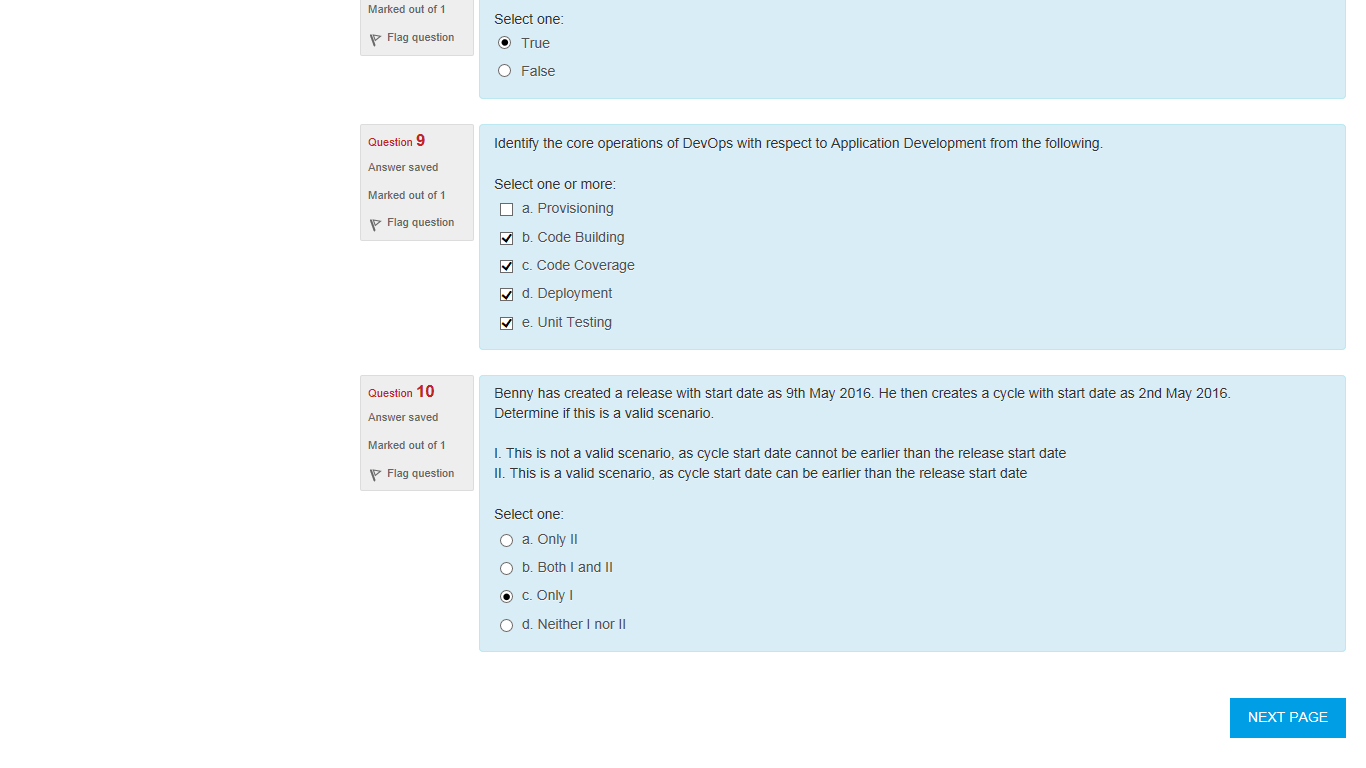 Marked out of 1
Flag question
Select one:
True
False
Question 9
Answer saved
Marked out of 1
Flag question
Identify the core operations of DevOps with respect to Application Development from the following.
Select one or more:
a. Provisioning
b. Code Building
c. Code Coverage
d. Deployment
e. Unit Testing
Question 10
Answer saved
Marked out of 1
Flag question
Benny has created a release with start date as 9th May 2016. He then creates a cycle with start date as 2nd May 2016.
Determine if this is a valid scenario.
I. This is not a valid scenario, as cycle start date cannot be earlier than the release start date
II. This is a valid scenario, as cycle start date can be earlier than the release start date
Select one:
a. Only II
b. Both I and II
c. Only I
d. Neither I nor II
NEXT PAGE